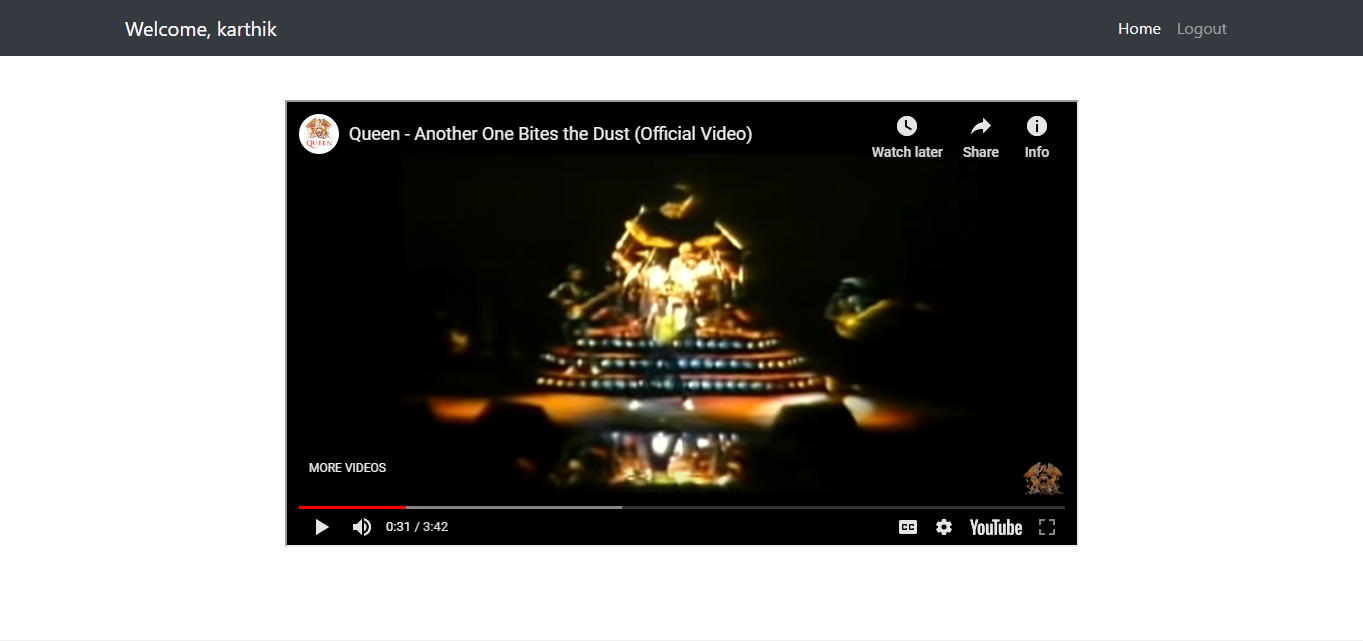 Welcome, karthik
Home
Logout
QUEEN
Queen - Another One Bites the Dust (Official Video)
Watch later
Share
Info
MORE VIDEOS
0:31 / 3:42
CC
YouTube